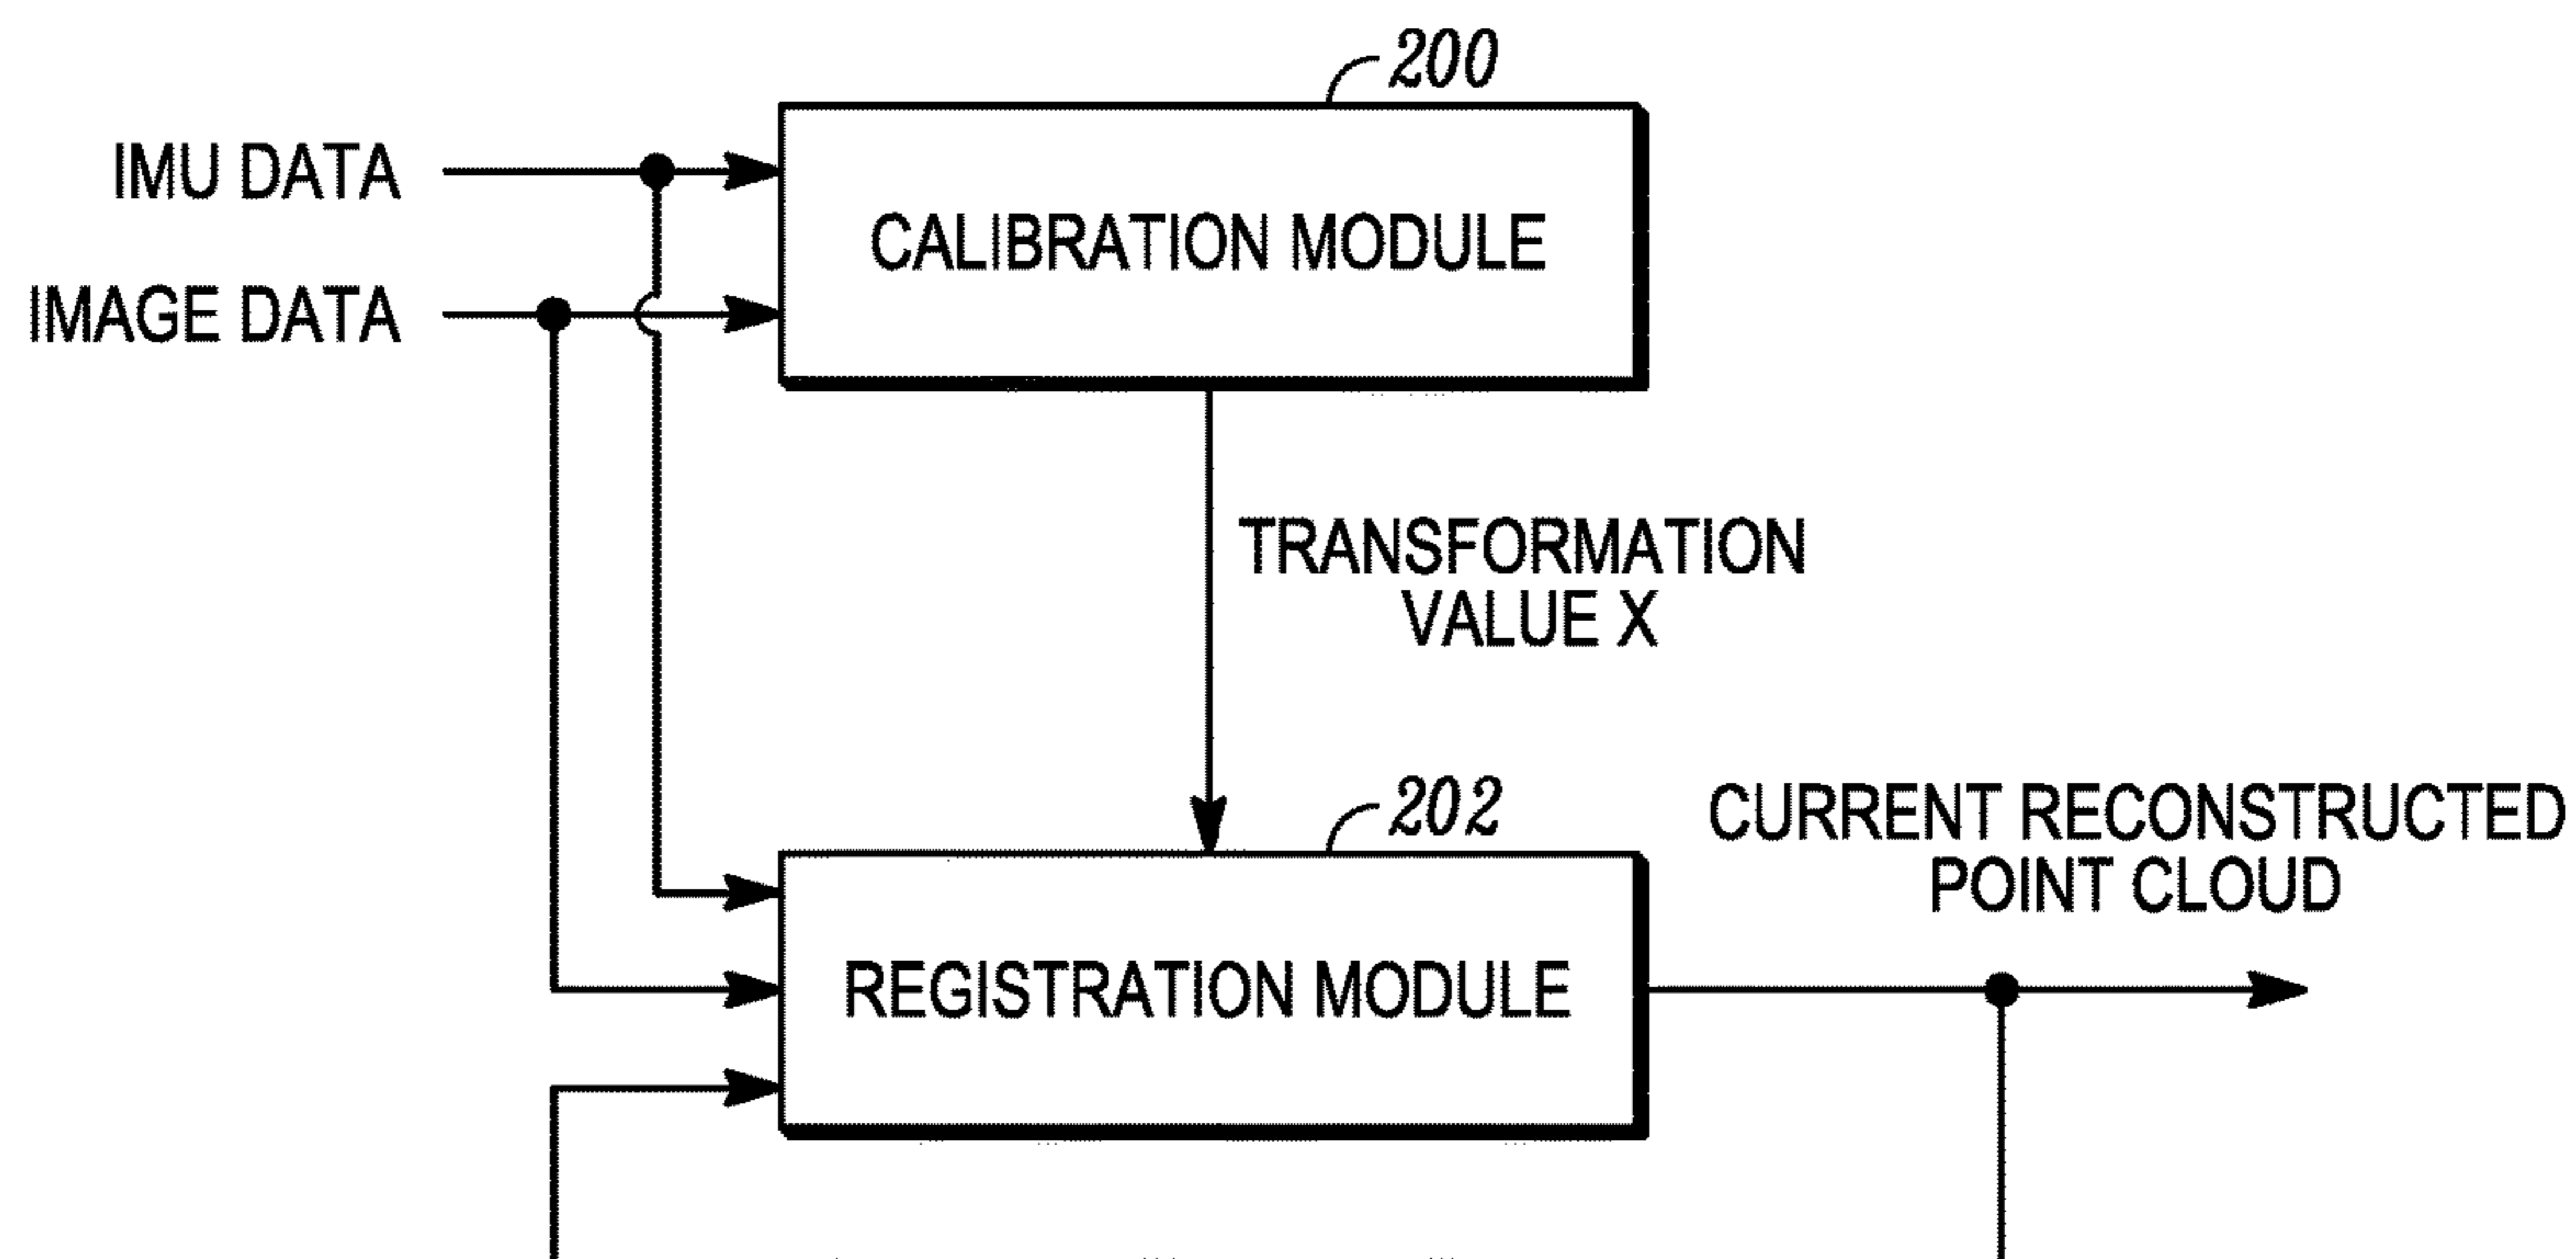 200
IMU DATA
CALIBRATION MODULE
IMAGE DATA
TRANSFORMATION
VALUE X
202
CURRENT RECONSTRUCTED
POINT CLOUD
REGISTRATION MODULE